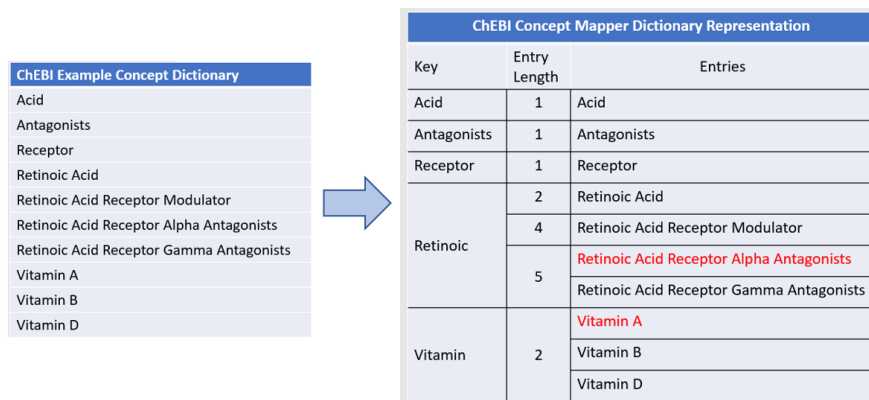 ChEBI Example Concept Dictionary
Acid
Antagonists
Receptor
Retinoic Acid
Retinoic Acid Receptor Modulator
Retinoic Acid Receptor Alpha Antagonists
Retinoic Acid Receptor Gamma Antagonists
Vitamin A
Vitamin B
Vitamin D
ChEBI Concept Mapper Dictionary Representation
Key Entry Length Entries
Acid 1 Acid
Antagonists 1 Antagonists
Receptor 1 Receptor
Retinoic 2 Retinoic Acid
4 Retinoic Acid Receptor Modulator
5 Retinoic Acid Receptor Alpha Antagonists
Retinoic Acid Receptor Gamma Antagonists
Vitamin 2 Vitamin A
Vitamin B
Vitamin D